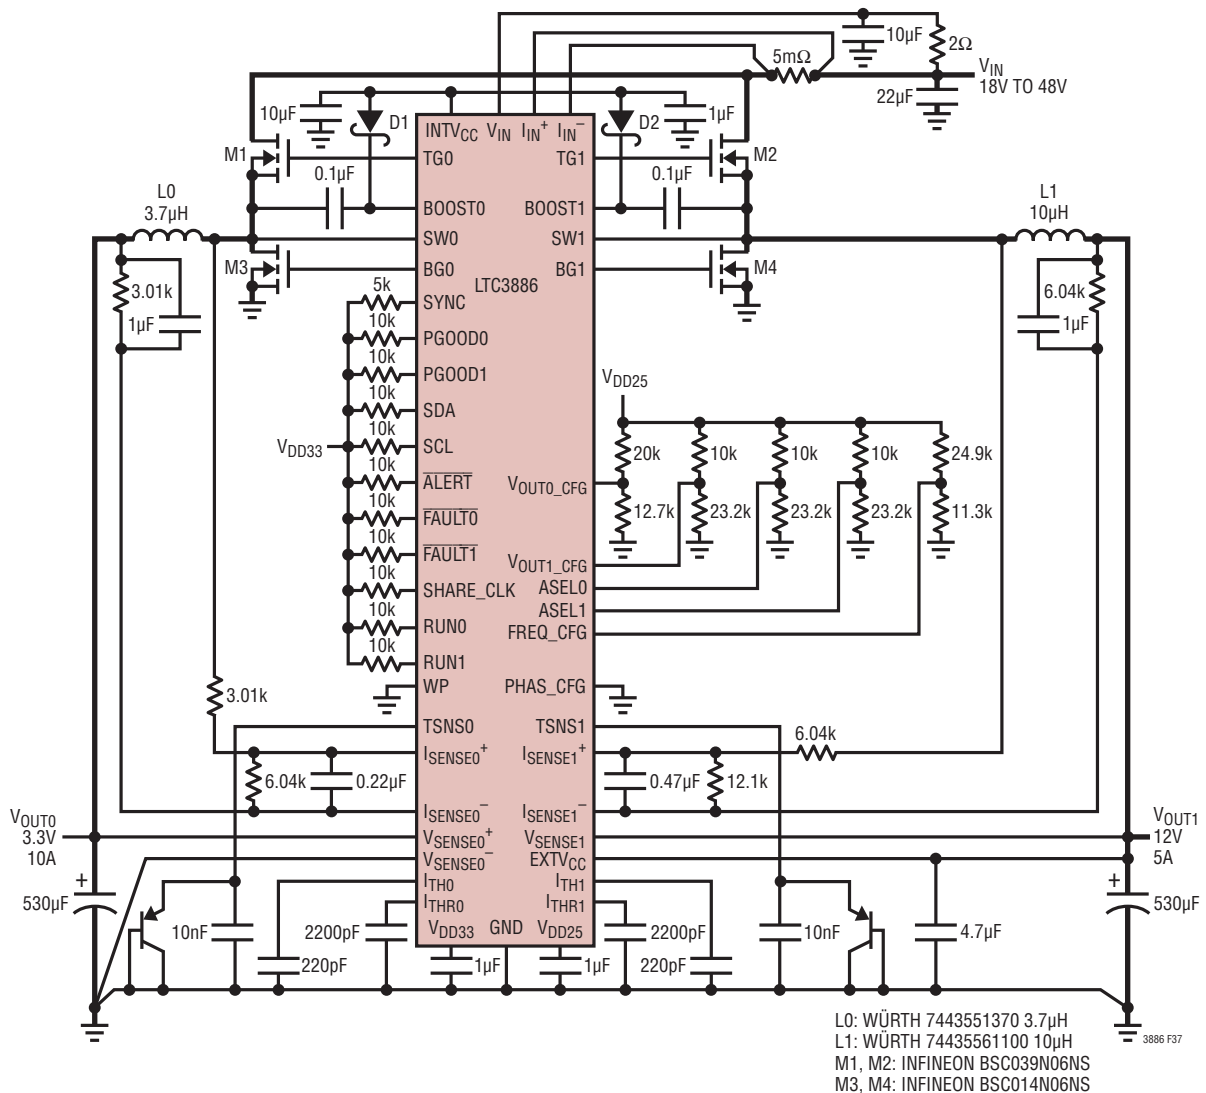 10µF
2Ω
5mΩ
VIN
18V TO 48V
22µF
10µF
D1
D2
1µF
INTVCC
VIN
IIN+
IIN–
M1
TG0
TG1
M2
0.1µF
0.1µF
L0
3.7µH
BOOST0
BOOST1
L1
10µH
SW0
SW1
M3
BG0
BG1
M4
LTC3886
3.01k
1µF
6.04k
1µF
5k
SYNC
10k
PGOOD0
10k
PGOOD1
10k
SDA
10k
VDD33
SCL
10k
ALERT
10k
FAULT0
10k
FAULT1
10k
SHARE_CLK
10k
RUN0
10k
RUN1
WP
VDD25
20k
10k
10k
10k
24.9k
VOUT0_CFG
12.7k
23.2k
23.2k
23.2k
11.3k
VOUT1_CFG
ASEL0
ASEL1
FREQ_CFG
PHAS_CFG
3.01k
TSNS0
TSNS1
6.04k
ISENSE0+
ISENSE1+
6.04k
0.22µF
0.47µF
12.1k
ISENSE0–
ISENSE1–
VOUT0
3.3V
10A
VSENSE0+
VSENSE1
VOUT1
12V
5A
VSENSE0–
EXTVCC
ITH0
ITH1
ITHR0
ITHR1
+
530µF
+
530µF
10nF
2200pF
VDD33
GND
VDD25
2200pF
10nF
4.7µF
220pF
1µF
1µF
220pF
L0: WÜRTH 7443551370 3.7µH
L1: WÜRTH 74435561100 10µH
M1, M2: INFINEON BSC039N06NS
M3, M4: INFINEON BSC014N06NS
3886 F37